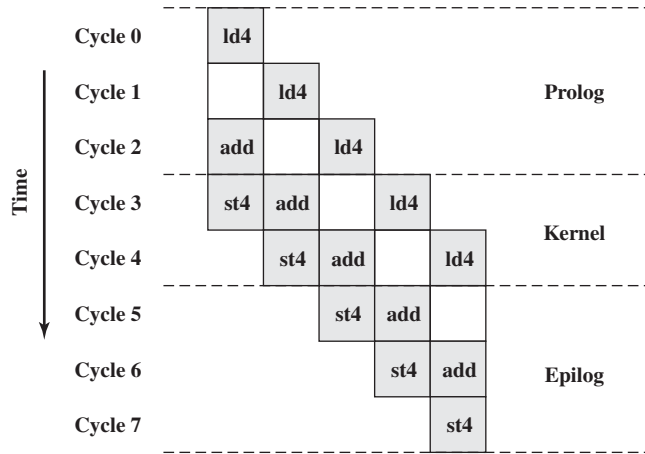 Cycle 0 ld4
Cycle 1 ld4 Prolog
Cycle 2 add ld4
Cycle 3 st4 add ld4
Kernel
Cycle 4 st4 add ld4
Cycle 5 st4 add
Cycle 6 st4 add Epilog
Cycle 7 st4
Time